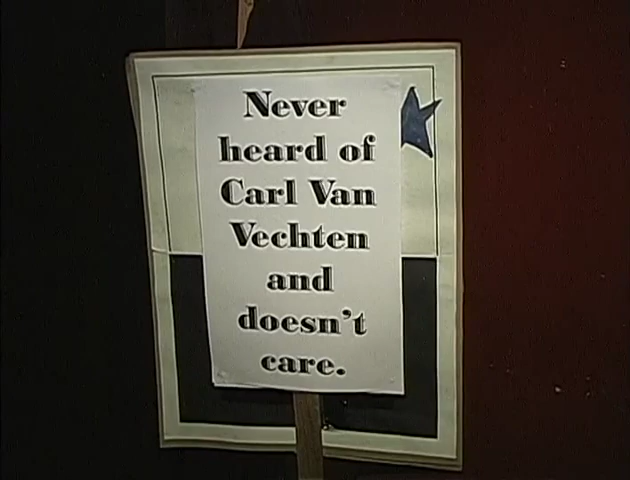 Never
heard of
Carl Van
Vechten
and
doesn't
care.